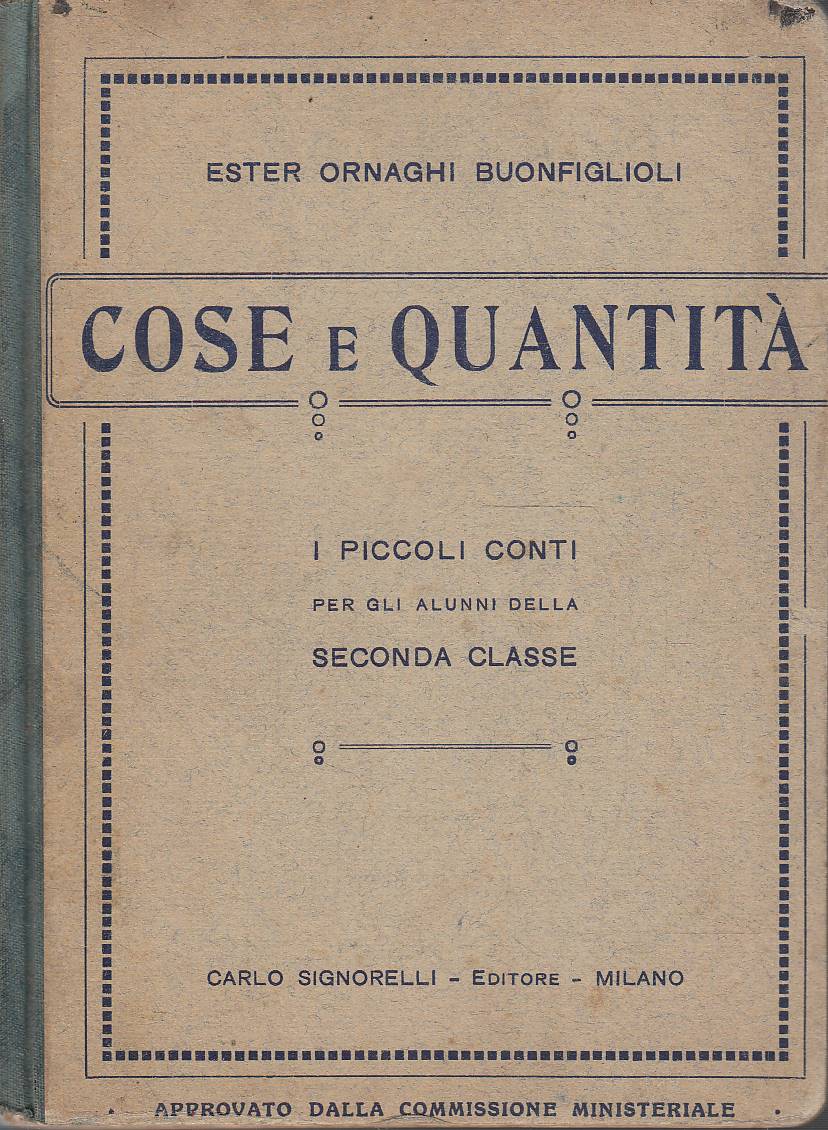 ESTER ORNAGHI BUONFIGLIOLI
COSE E QUANTITÀ
I PICCOLI CONTI
PER GLI ALUNNI DELLA
SECONDA CLASSE
CARLO SIGNORELLI - EDITORE - MILANO
· APPROVATO DALLA COMMISSIONE MINISTERIALE ·